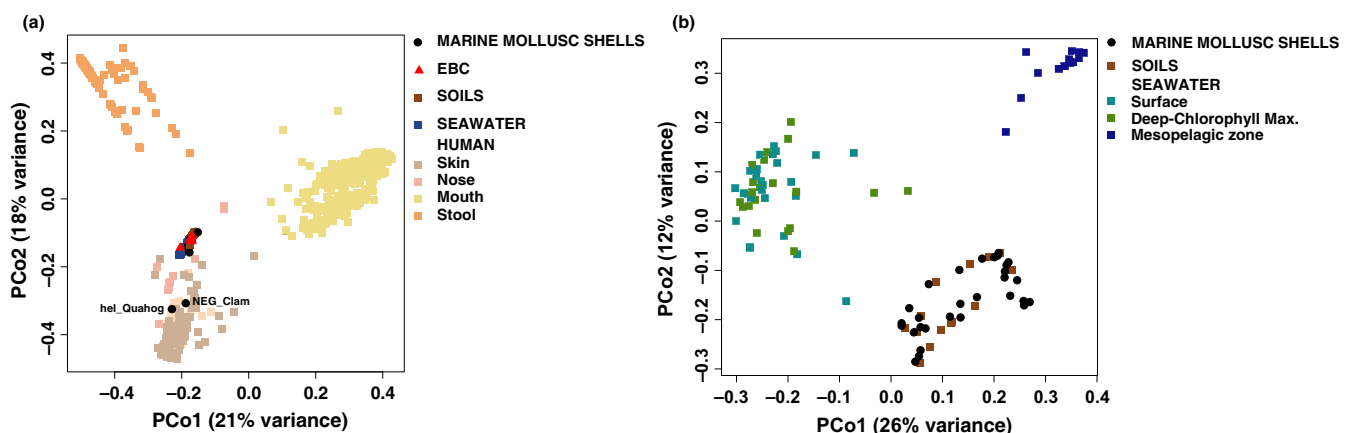 (a)
MARINE MOLLUSC SHELLS
EBC
SOILS
SEAWATER
HUMAN
Skin
Nose
Mouth
Stool
hel_Quahog
NEG_Clam
0.4
0.2
0.0
−0.2
−0.4
PCo2 (18% variance)
−0.4 −0.2 0.0 0.2 0.4
PCo1 (21% variance)
(b)
MARINE MOLLUSC SHELLS
SOILS
SEAWATER
Surface
Deep-Chlorophyll Max.
Mesopelagic zone
0.3
0.2
0.1
0.0
−0.1
−0.2
−0.3
PCo2 (12% variance)
−0.3 −0.2 −0.1 0.0 0.1 0.2 0.3 0.4
PCo1 (26% variance)